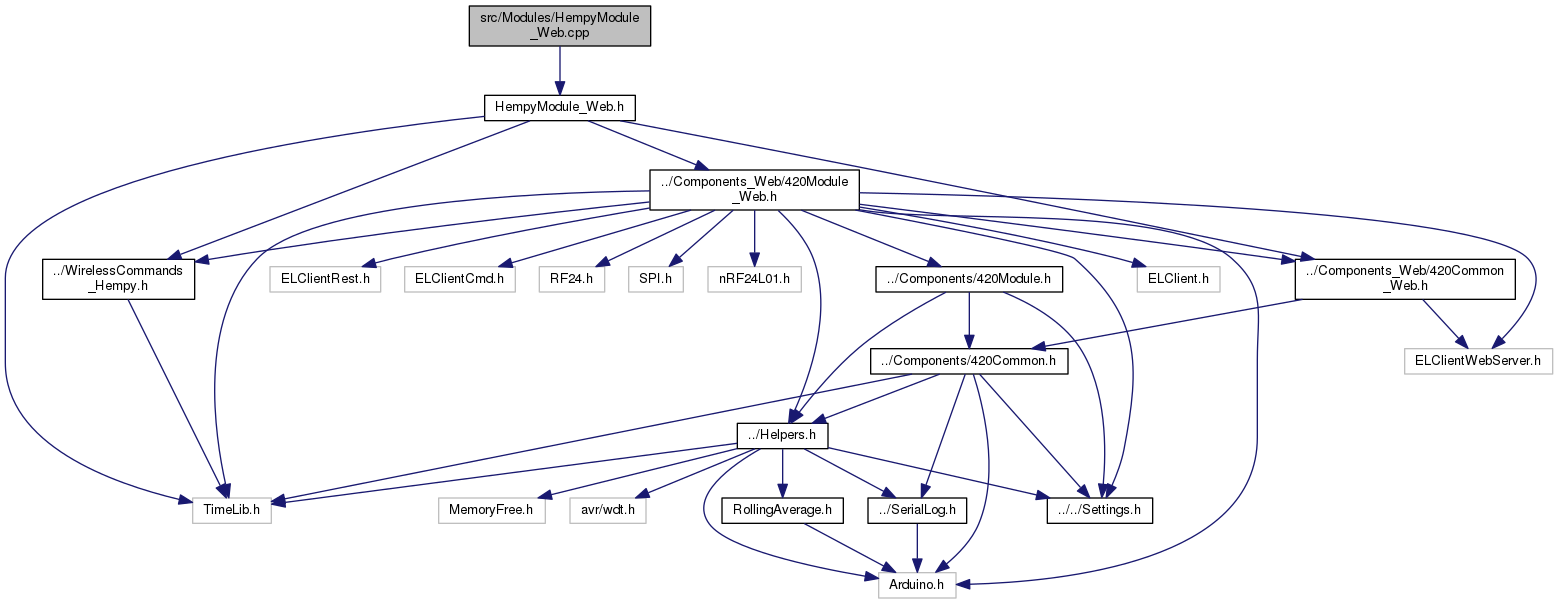 src/Modules/HempyModule
_Web.cpp
HempyModule_Web.h
../Components_Web/420Module
_Web.h
../WirelessCommands
_Hempy.h
ELClientRest.h
ELClientCmd.h
RF24.h
SPI.h
nRF24L01.h
../Components/420Module.h
ELClient.h
../Components_Web/420Common
_Web.h
../Components/420Common.h
ELClientWebServer.h
../Helpers.h
TimeLib.h
MemoryFree.h
avr/wdt.h
RollingAverage.h
../SerialLog.h
../../Settings.h
Arduino.h